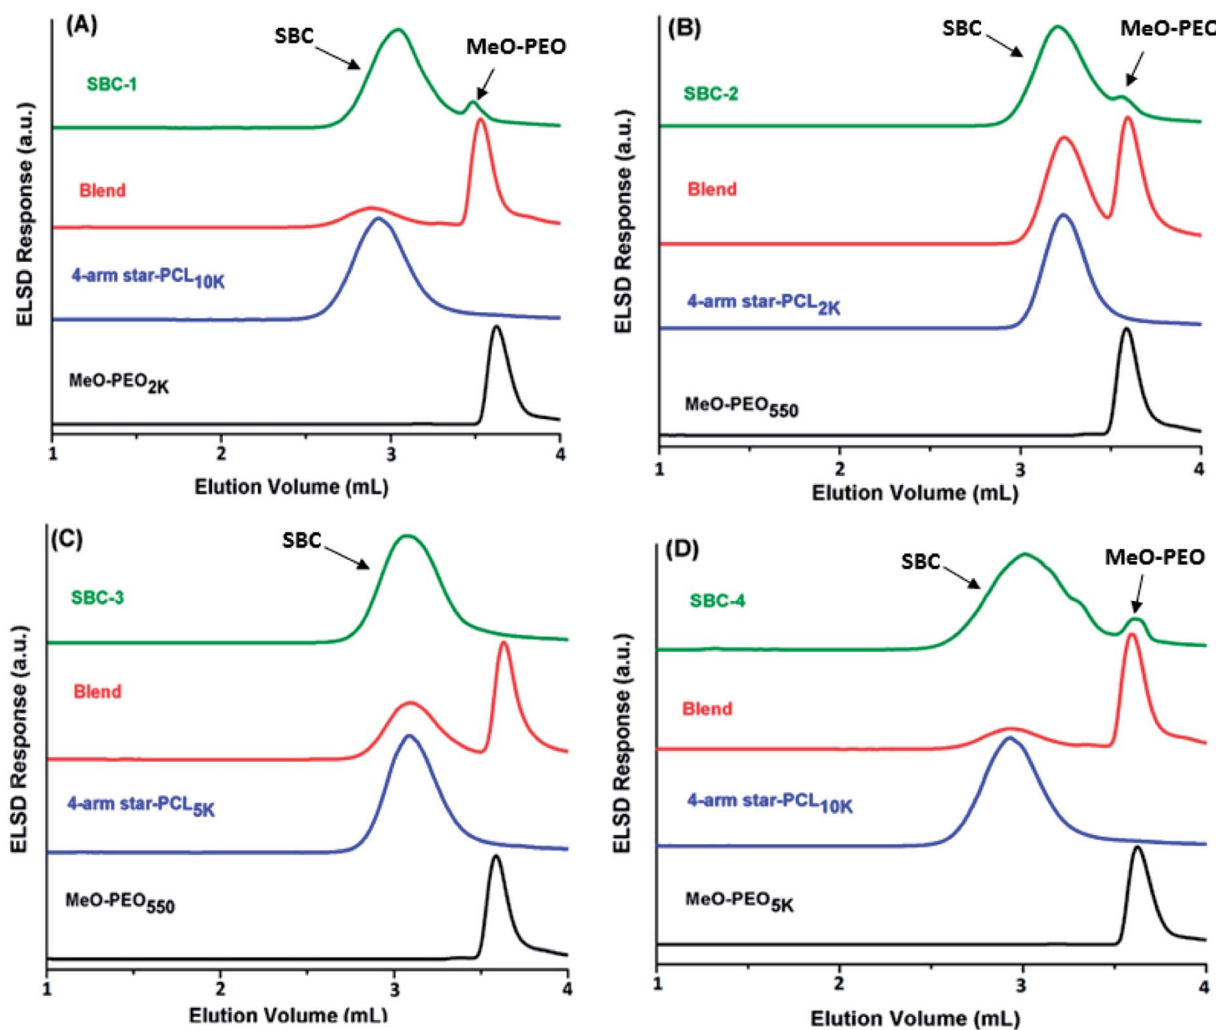 (A)
SBC
MeO-PEO
SBC-1
Blend
4-arm star-PCL10K
MeO-PEO2K
ELSD Response (a.u.)
1 2 3 4
Elution Volume (mL)
(B)
SBC
MeO-PEO
SBC-2
Blend
4-arm star-PCL2K
MeO-PEO550
ELSD Response (a.u.)
1 2 3 4
Elution Volume (mL)
(C)
SBC
SBC-3
Blend
4-arm star-PCL5K
MeO-PEO550
ELSD Response (a.u.)
1 2 3 4
Elution Volume (mL)
(D)
SBC
MeO-PEO
SBC-4
Blend
4-arm star-PCL10K
MeO-PEO5K
ELSD Response (a.u.)
1 2 3 4
Elution Volume (mL)